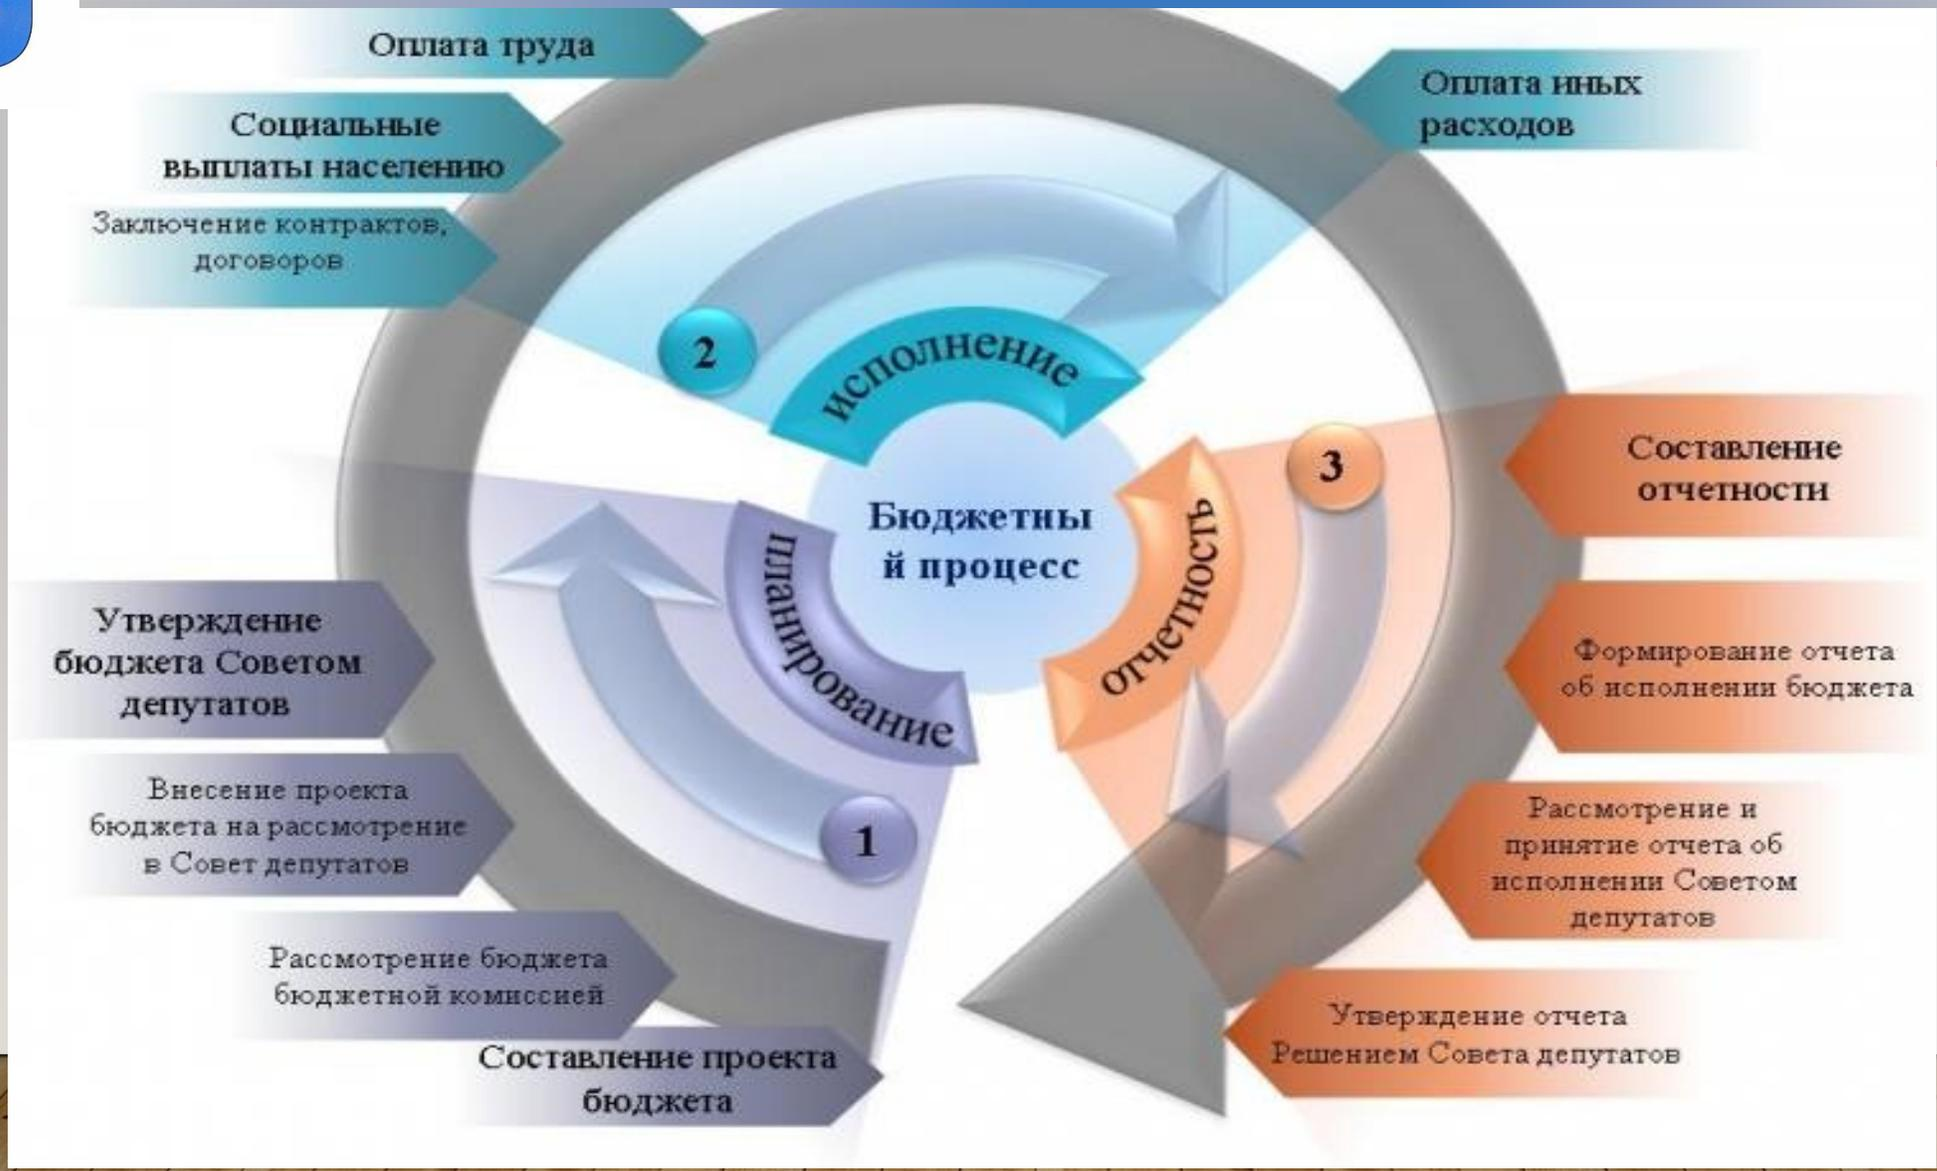 Оплата труда
Социальные
выплаты населению
Заключение контрактов,
договоров
Оплата иных
расходов
2
исполнение
3
Бюджетны
й процесс
отчетность
планирование
1
Составление
отчетности
Формирование отчета
об исполнении бюджета
Рассмотрение и
принятие отчета об
исполнении Советом
депутатов
Утверждение отчета
Решением Совета депутатов
Утверждение
бюджета Советом
депутатов
Внесение проекта
бюджета на рассмотрение
в Совет депутатов
Рассмотрение бюджета
бюджетной комиссией
Составление проекта
бюджета